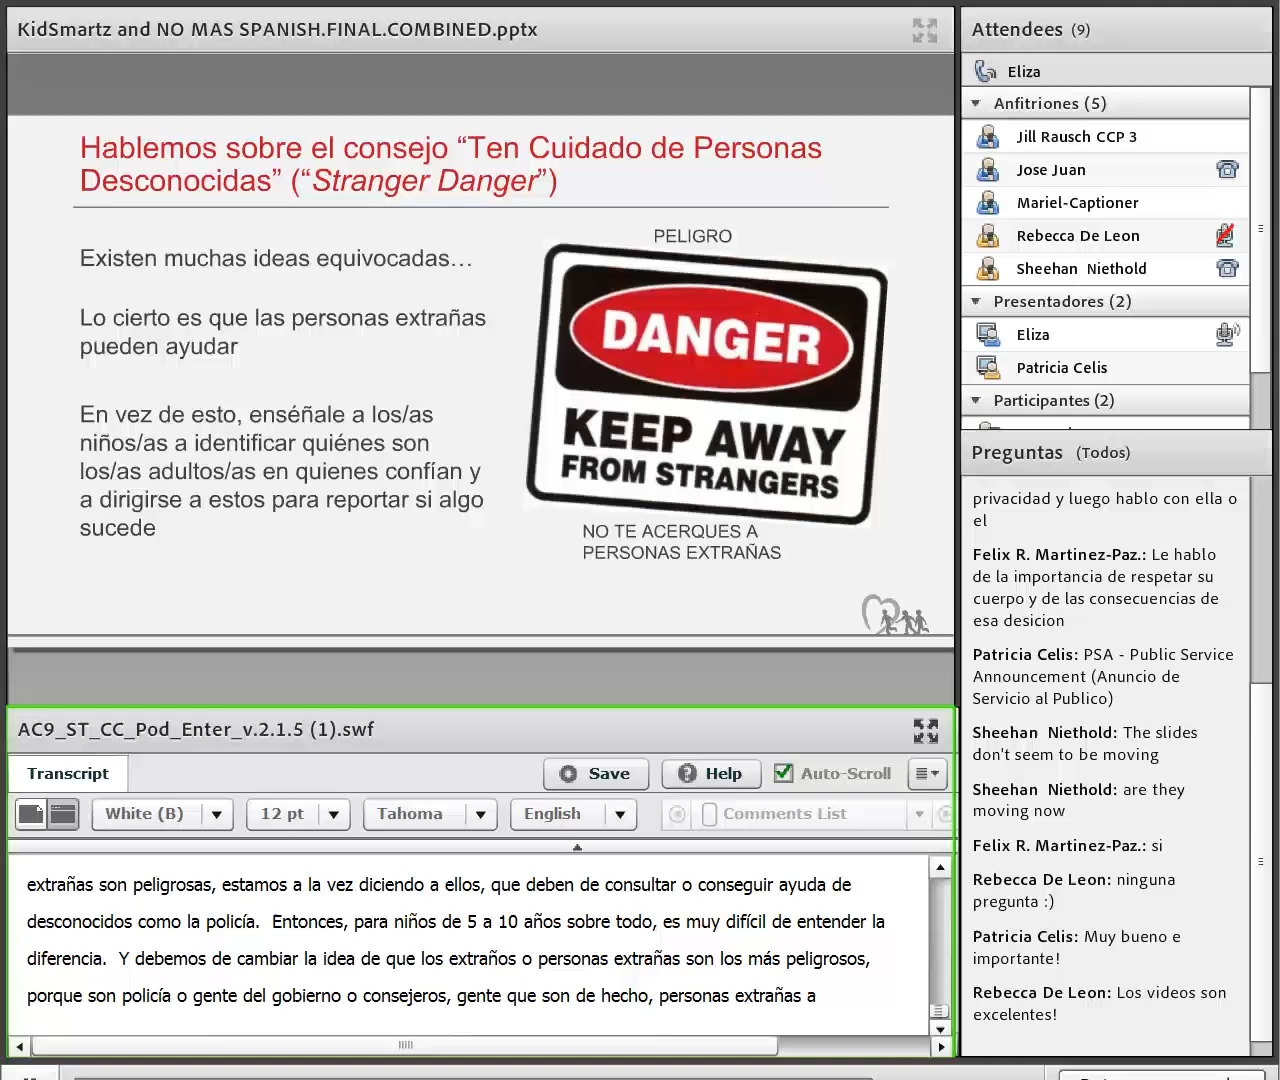 KidSmartz and NO MAS SPANISH.FINAL.COMBINED.pptx
Hablemos sobre el consejo “Ten Cuidado de Personas
Desconocidas” (“Stranger Danger”)
Existen muchas ideas equivocadas…
Lo cierto es que las personas extrañas
pueden ayudar
En vez de esto, enséñale a los/as
niños/as a identificar quiénes son
los/as adultos/as en quienes confían y
a dirigirse a estos para reportar si algo
sucede
PELIGRO
DANGER
KEEP AWAY
FROM STRANGERS
NO TE ACERQUES A
PERSONAS EXTRAÑAS
AC9_ST_CC_Pod_Enter_v.2.1.5 (1).swf
Transcript
Save
Help
Auto-Scroll
White (B)
12 pt
Tahoma
English
Comments List
extrañas son peligrosas, estamos a la vez diciendo a ellos, que deben de consultar o conseguir ayuda de
desconocidos como la policía.  Entonces, para niños de 5 a 10 años sobre todo, es muy difícil de entender la
diferencia.  Y debemos de cambiar la idea de que los extraños o personas extrañas son los más peligrosos,
porque son policía o gente del gobierno o consejeros, gente que son de hecho, personas extrañas a
Attendees (9)
Eliza
Anfitriones (5)
Jill Rausch CCP 3
Jose Juan
Mariel-Captioner
Rebecca De Leon
Sheehan Niethold
Presentadores (2)
Eliza
Patricia Celis
Participantes (2)
Preguntas (Todos)
privacidad y luego hablo con ella o
el
Felix R. Martinez-Paz.: Le hablo
de la importancia de respetar su
cuerpo y de las consecuencias de
esa desicion
Patricia Celis: PSA - Public Service
Announcement (Anuncio de
Servicio al Publico)
Sheehan Niethold: The slides
don't seem to be moving
Sheehan Niethold: are they
moving now
Felix R. Martinez-Paz.: si
Rebecca De Leon: ninguna
pregunta :)
Patricia Celis: Muy bueno e
importante!
Rebecca De Leon: Los videos son
excelentes!